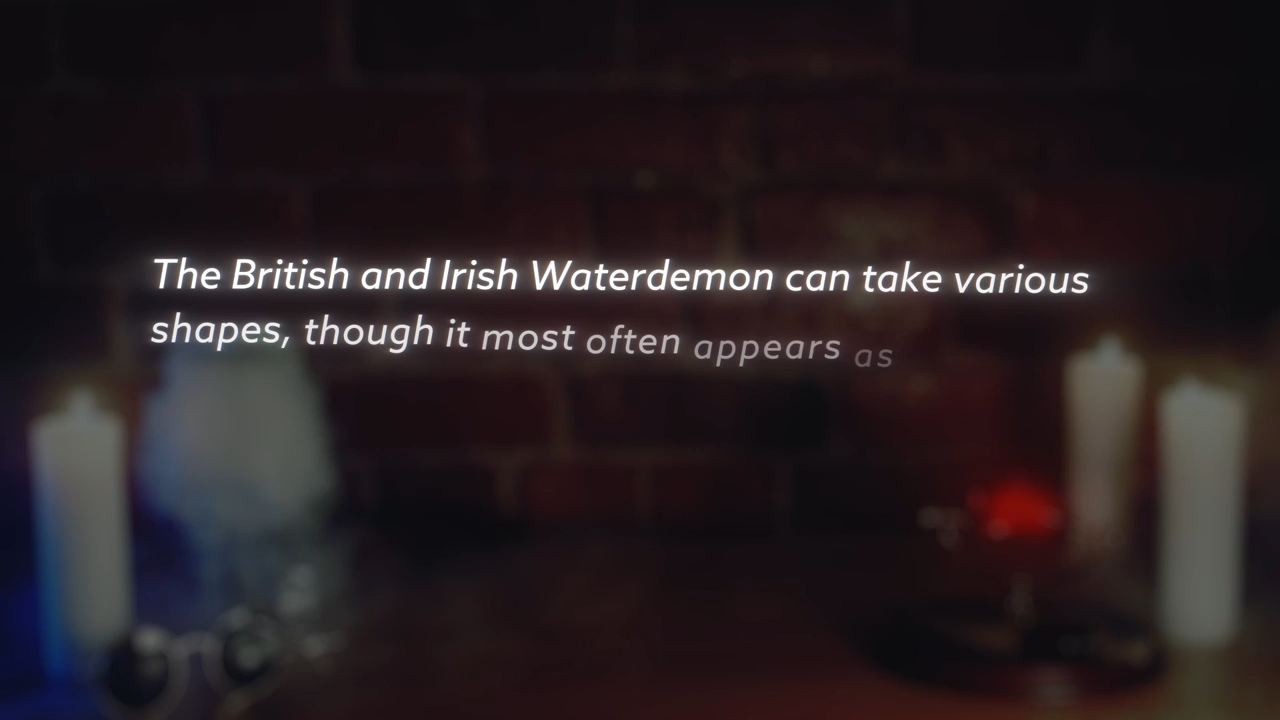 The British and Irish Waterdemon can take various
shapes, though it most often appears as